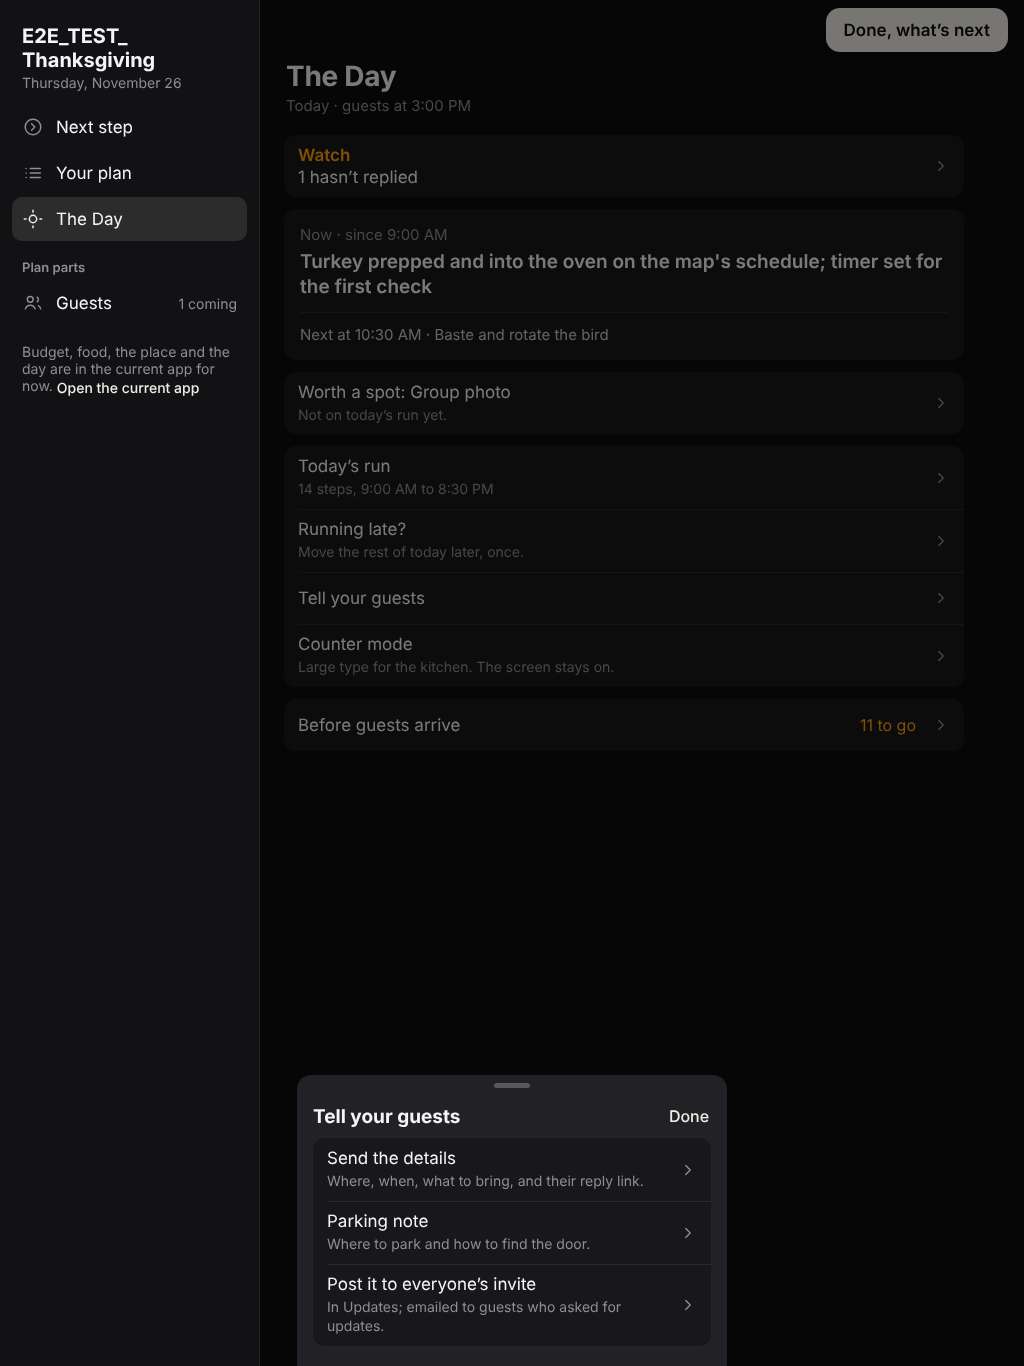 E2E_TEST_
Thanksgiving
Thursday, November 26
Next step
Your plan
The Day
Plan parts
Guests 1 coming
Budget, food, the place and the
day are in the current app for
now. Open the current app
Done, what’s next
The Day
Today · guests at 3:00 PM
Watch
1 hasn’t replied
Now · since 9:00 AM
Turkey prepped and into the oven on the map's schedule; timer set for
the first check
Next at 10:30 AM · Baste and rotate the bird
Worth a spot: Group photo
Not on today’s run yet.
Today’s run
14 steps, 9:00 AM to 8:30 PM
Running late?
Move the rest of today later, once.
Tell your guests
Counter mode
Large type for the kitchen. The screen stays on.
Before guests arrive 11 to go
Tell your guests Done
Send the details
Where, when, what to bring, and their reply link.
Parking note
Where to park and how to find the door.
Post it to everyone’s invite
In Updates; emailed to guests who asked for
updates.